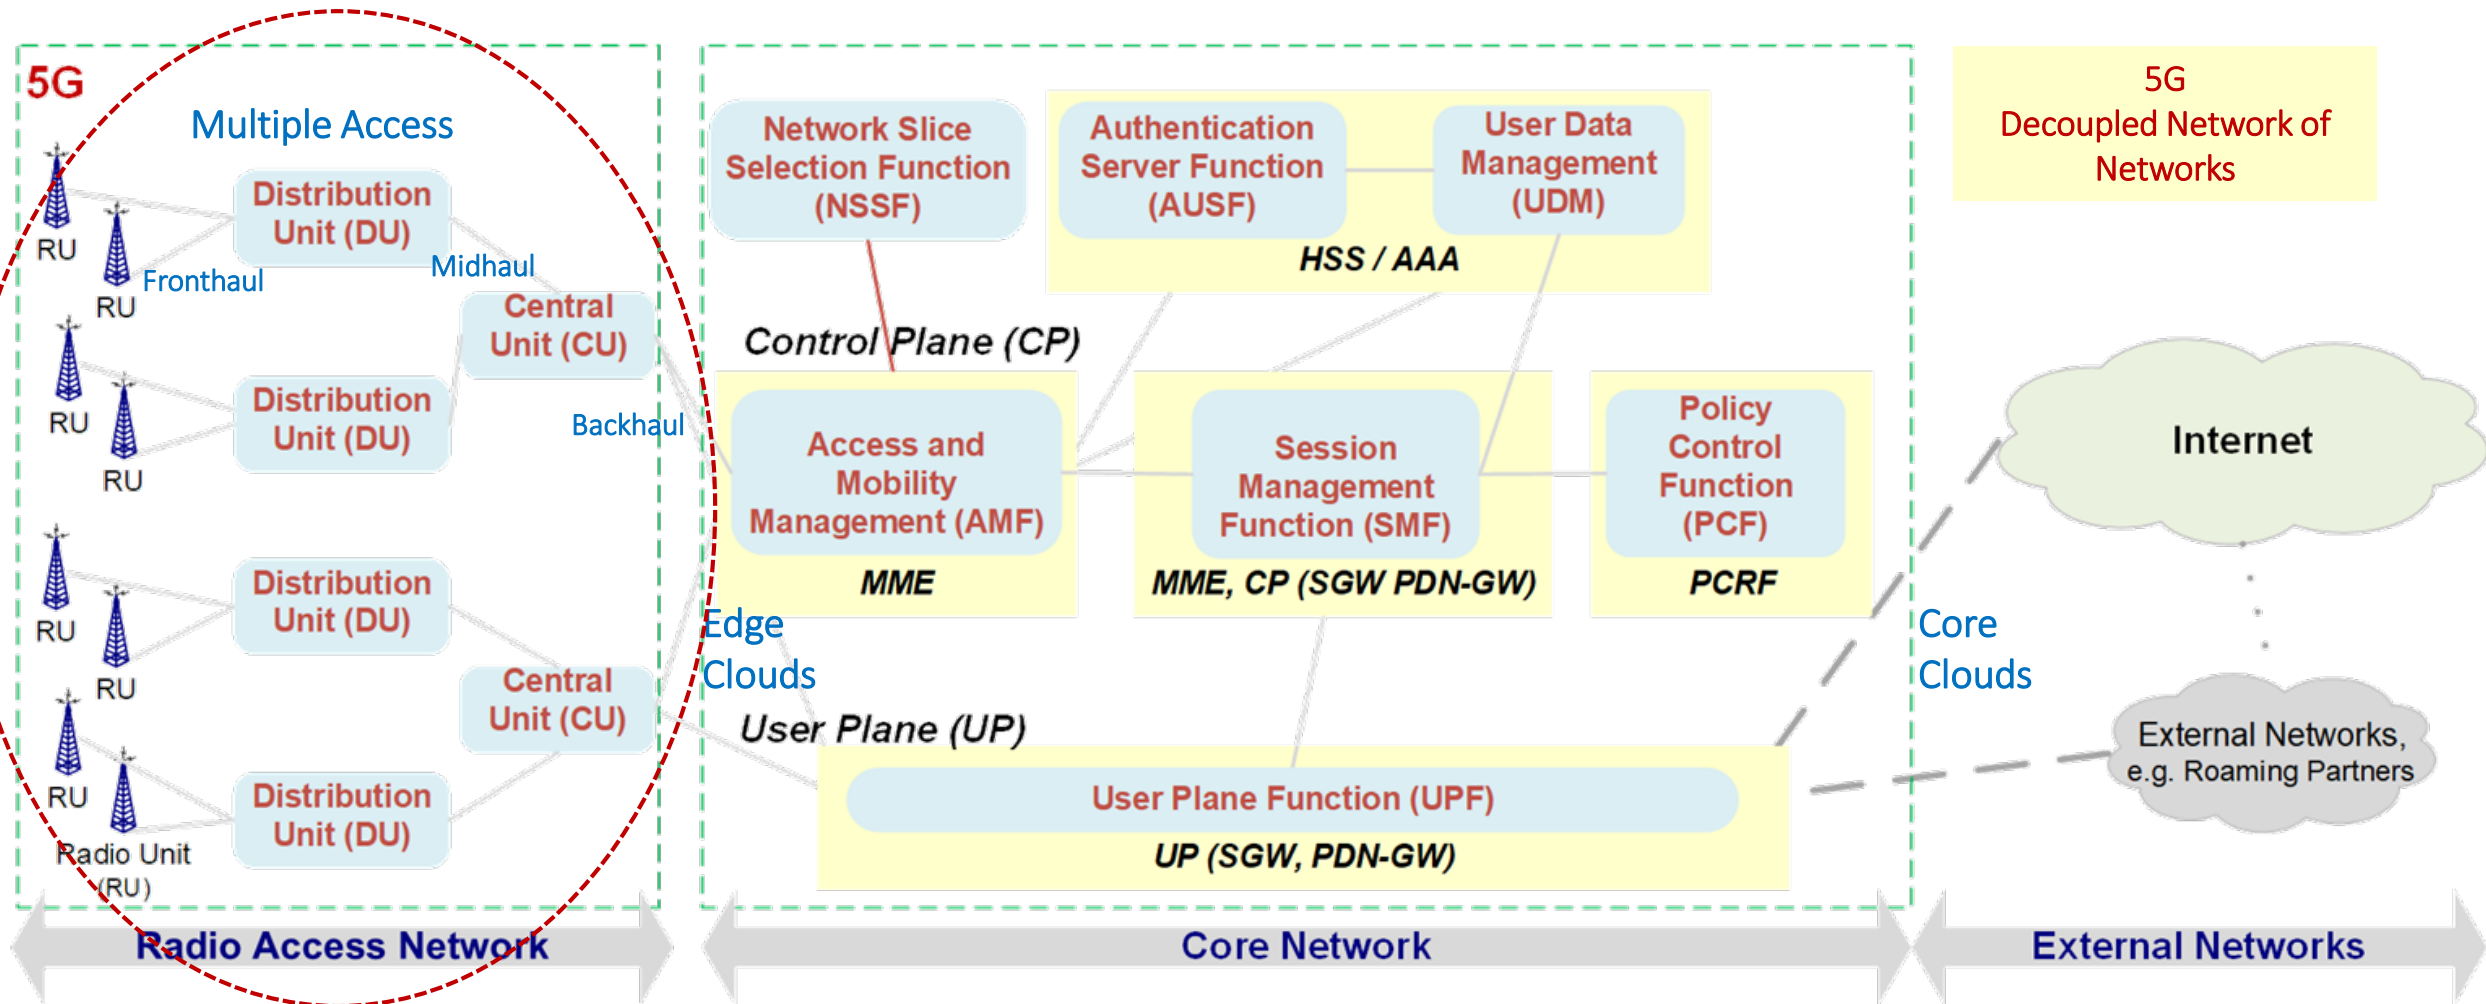 5G
Multiple Access
RU
RU
Fronthaul
Distribution
Unit (DU)
Midhaul
Central
Unit (CU)
RU
RU
Distribution
Unit (DU)
Backhaul
RU
RU
Distribution
Unit (DU)
Central
Unit (CU)
RU
Radio Unit
(RU)
Distribution
Unit (DU)
Radio Access Network
Network Slice
Selection Function
(NSSF)
Authentication
Server Function
(AUSF)
User Data
Management
(UDM)
HSS / AAA
Control Plane (CP)
Access and
Mobility
Management (AMF)
MME
Session
Management
Function (SMF)
MME, CP (SGW PDN-GW)
Policy
Control
Function
(PCF)
PCRF
Edge
Clouds
User Plane (UP)
User Plane Function (UPF)
UP (SGW, PDN-GW)
Core Network
5G
Decoupled Network of
Networks
Internet
Core
Clouds
External Networks,
e.g. Roaming Partners
External Networks